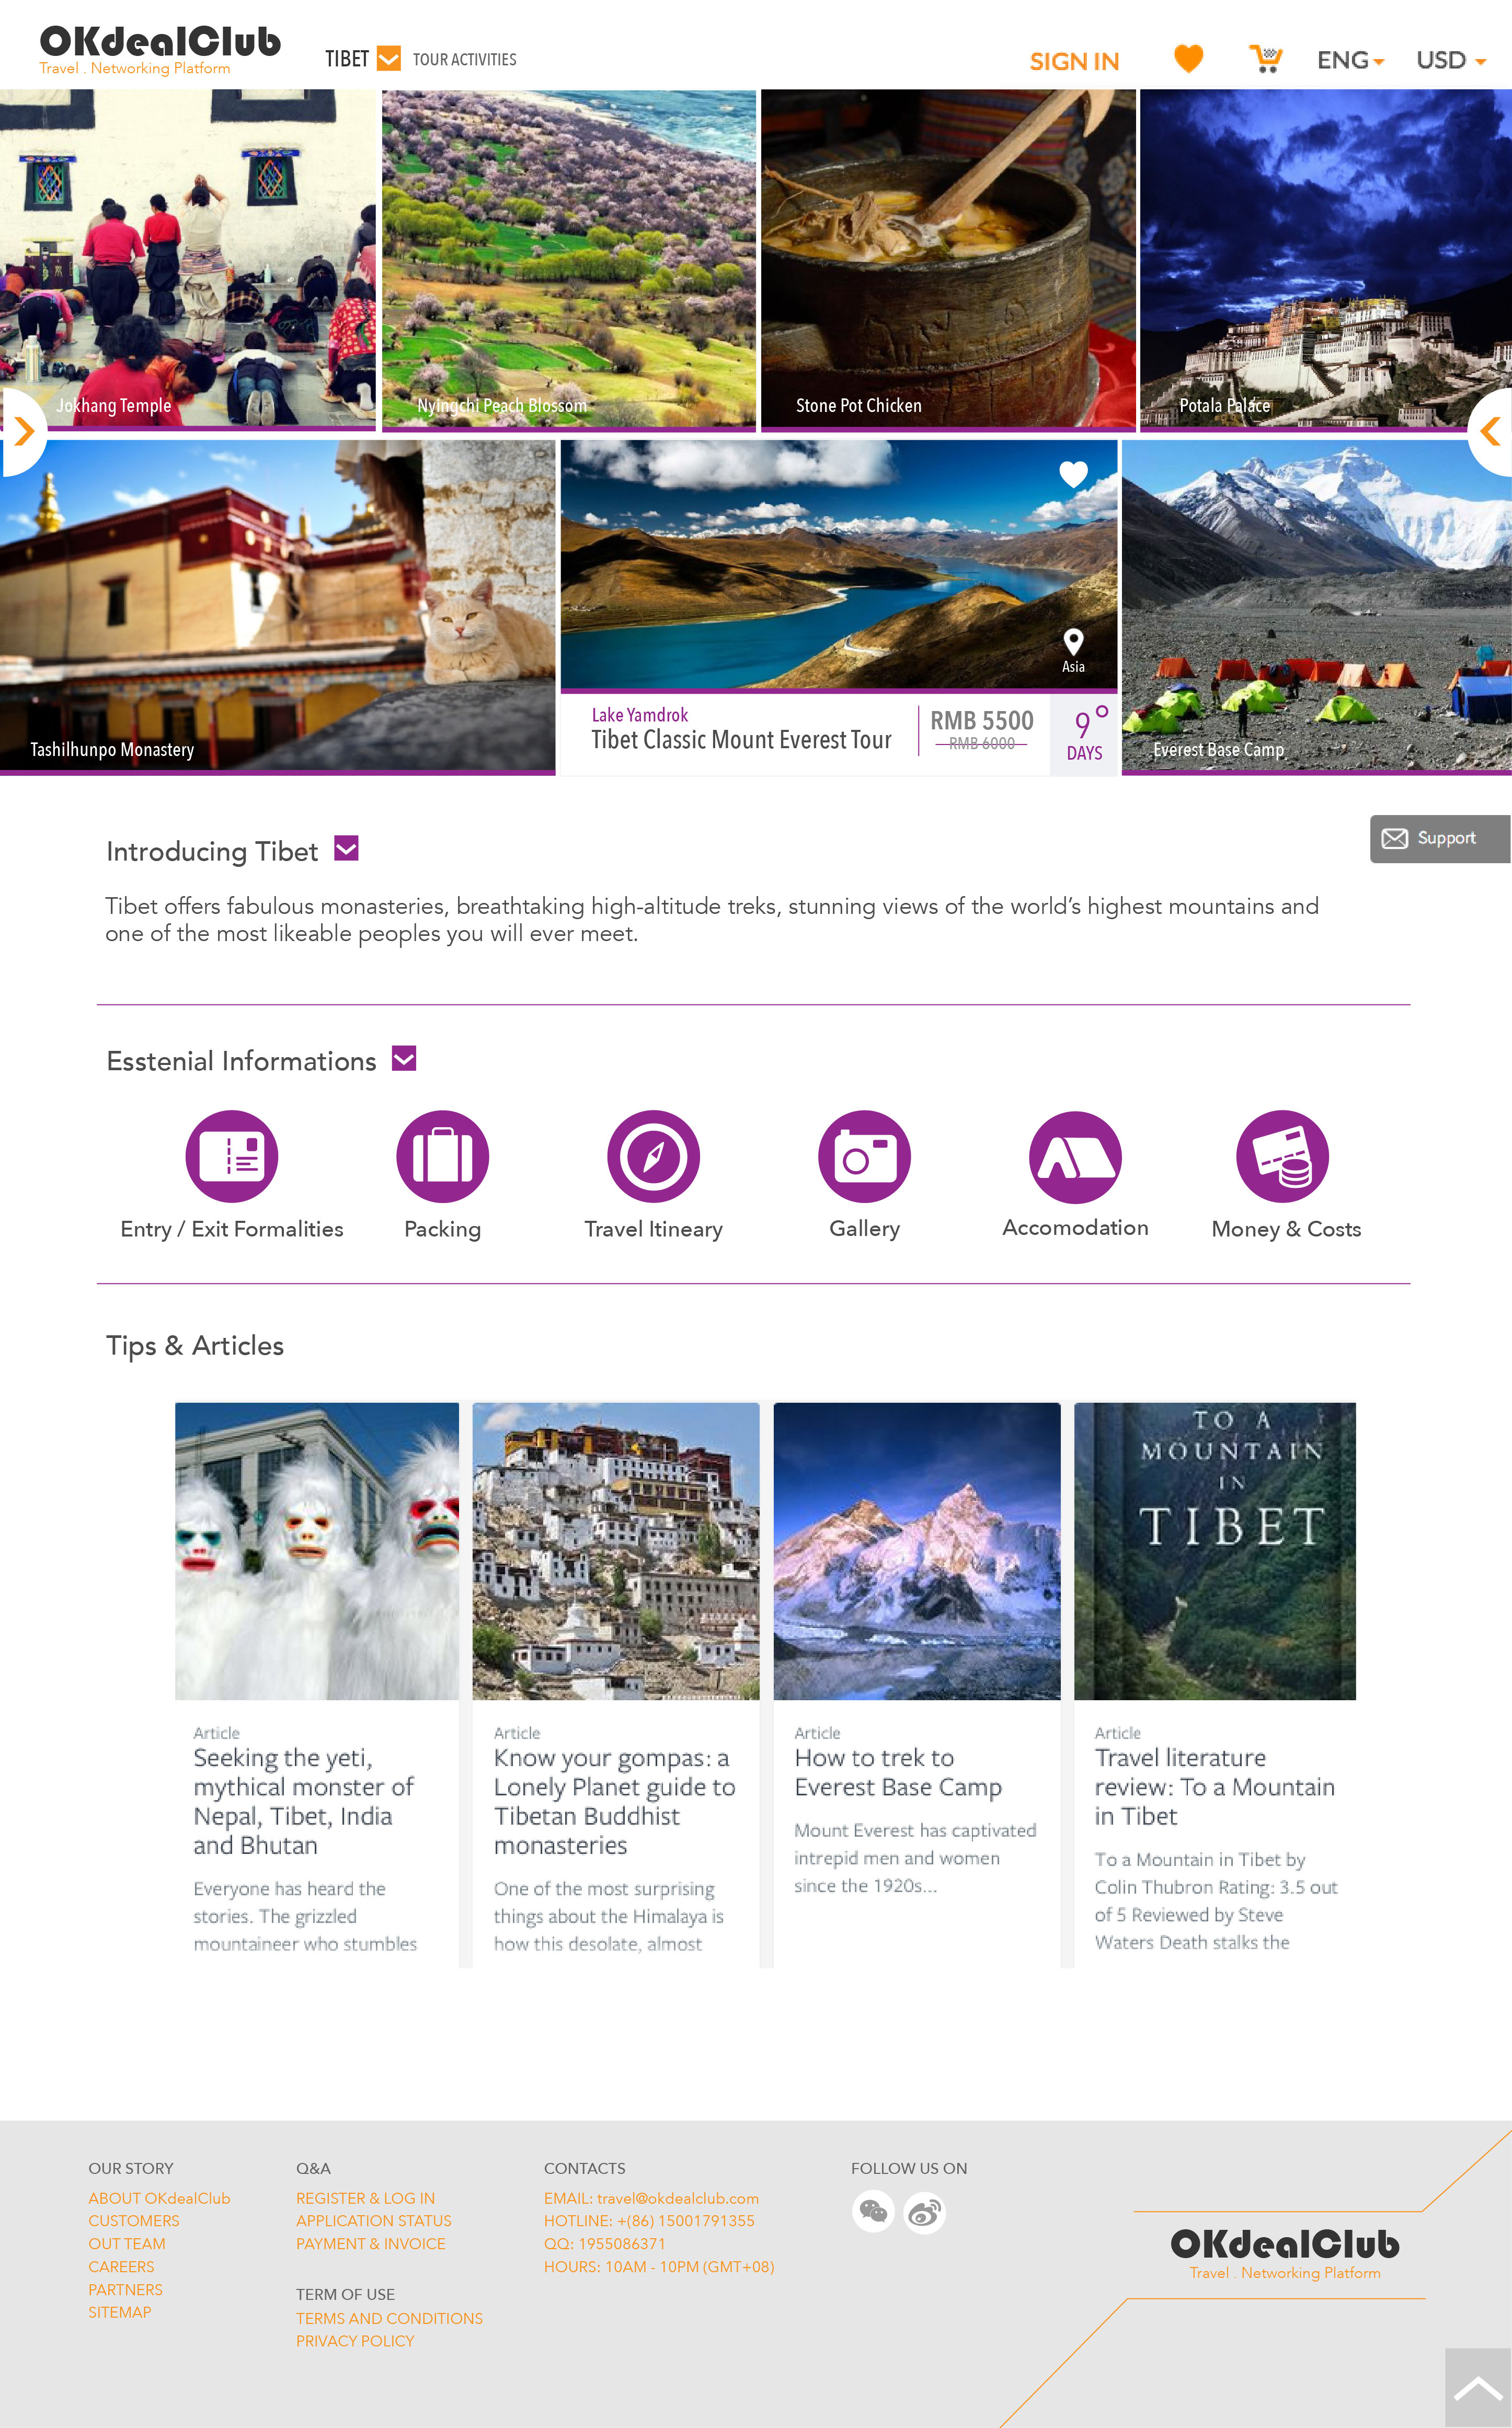 OKdealClub
Travel . Networking Platform
TIBET
TOUR ACTIVITIES
SIGN IN
ENG
USD
Jokhang Temple
Nyingchi Peach Blossom
Stone Pot Chicken
Potala Palace
Tashilhunpo Monastery
Asia
Lake Yamdrok
Tibet Classic Mount Everest Tour
RMB 5500
RMB 6000
9°
DAYS
Everest Base Camp
Support
Introducing Tibet
Tibet offers fabulous monasteries, breathtaking high-altitude treks, stunning views of the world’s highest mountains and
one of the most likeable peoples you will ever meet.
Esstenial Informations
Entry / Exit Formalities
Packing
Travel Itineary
Gallery
Accomodation
Money & Costs
Tips & Articles
TO A
MOUNTAIN
IN
TIBET
Article
Seeking the yeti,
mythical monster of
Nepal, Tibet, India
and Bhutan
Everyone has heard the
stories. The grizzled
mountaineer who stumbles
Article
Know your gompas: a
Lonely Planet guide to
Tibetan Buddhist
monasteries
One of the most surprising
things about the Himalaya is
how this desolate, almost
Article
How to trek to
Everest Base Camp
Mount Everest has captivated
intrepid men and women
since the 1920s...
Article
Travel literature
review: To a Mountain
in Tibet
To a Mountain in Tibet by
Colin Thubron Rating: 3.5 out
of 5 Reviewed by Steve
Waters Death stalks the
OUR STORY
ABOUT OKdealClub
CUSTOMERS
OUT TEAM
CAREERS
PARTNERS
SITEMAP
Q&A
REGISTER & LOG IN
APPLICATION STATUS
PAYMENT & INVOICE
TERM OF USE
TERMS AND CONDITIONS
PRIVACY POLICY
CONTACTS
EMAIL: travel@okdealclub.com
HOTLINE: +(86) 15001791355
QQ: 1955086371
HOURS: 10AM - 10PM (GMT+08)
FOLLOW US ON
OKdealClub
Travel . Networking Platform